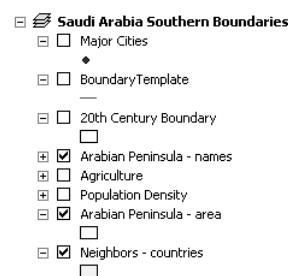 Saudi Arabia Southern Boundaries
Major Cities
BoundaryTemplate
20th Century Boundary
Arabian Peninsula - names
Agriculture
Population Density
Arabian Peninsula - area
Neighbors - countries